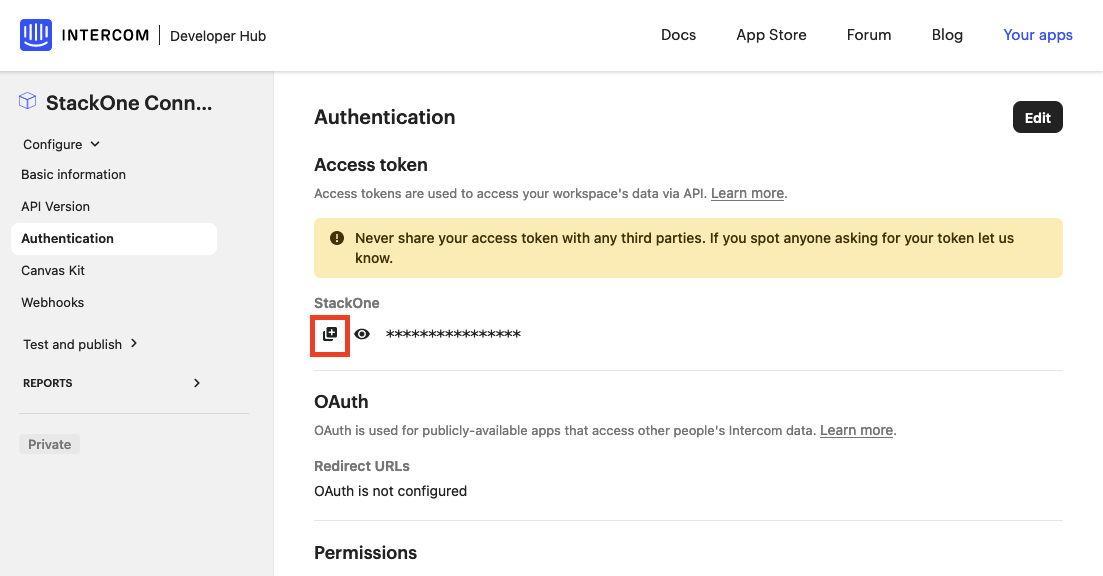 INTERCOM | Developer Hub
Docs
App Store
Forum
Blog
Your apps
StackOne Conn...
Configure
Basic information
API Version
Authentication
Canvas Kit
Webhooks
Test and publish
REPORTS
Private
Authentication
Edit
Access token
Access tokens are used to access your workspace's data via API. Learn more.
Never share your access token with any third parties. If you spot anyone asking for your token let us
know.
StackOne
****************
OAuth
OAuth is used for publicly-available apps that access other people's Intercom data. Learn more.
Redirect URLs
OAuth is not configured
Permissions